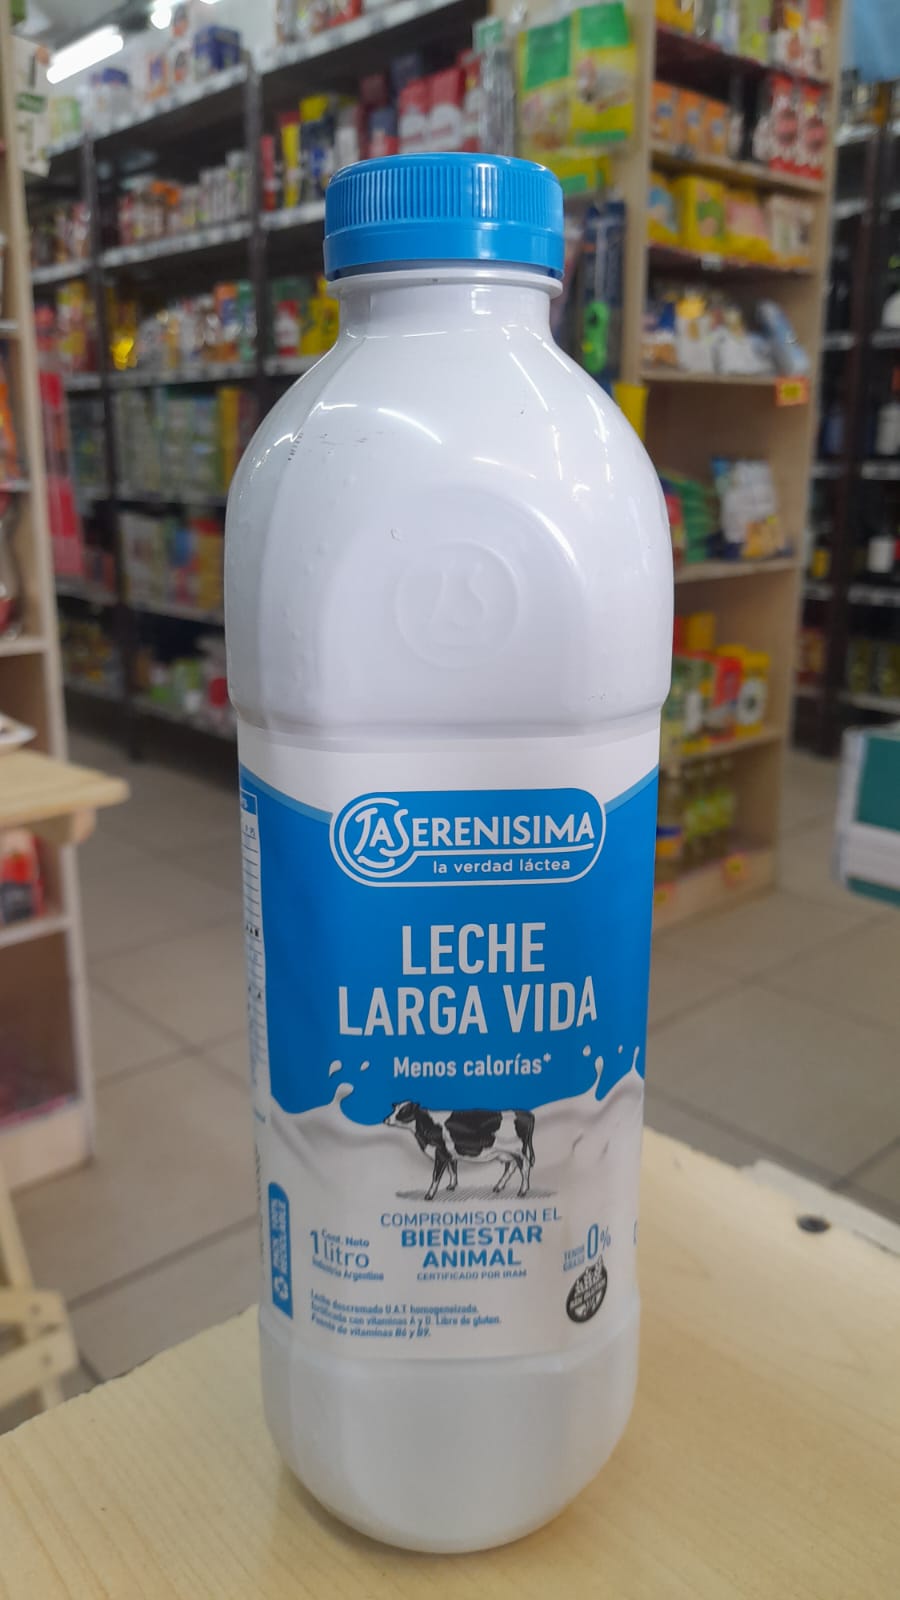 LA SERENISIMA
la verdad láctea
LECHE
LARGA VIDA
Menos calorías*
COMPROMISO CON EL
BIENESTAR
ANIMAL
CERTIFICADO POR IRAM
Cont. Neto
1 litro
Industria Argentina
TENOR
GRASO 0%
Leche descremada U.A.T. homogeneizada,
fortificada con vitaminas A y D. Libre de gluten.
Fuente de vitaminas B6 y B9.